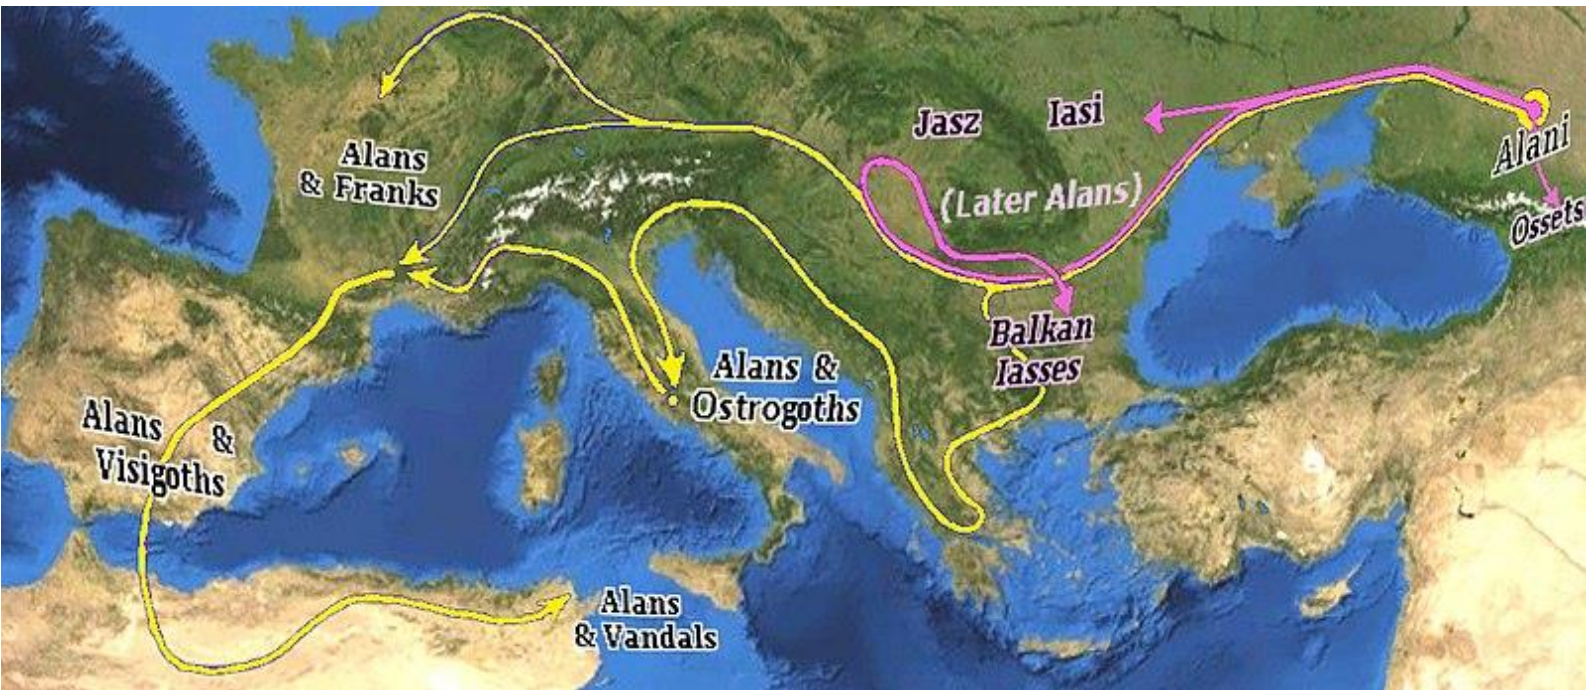 Jasz
Iasi
Alani
Alans
& Franks
(Later Alans)
Ossets
Balkan
Iasses
Alans &
Ostrogoths
Alans &
Visigoths
Alans
& Vandals